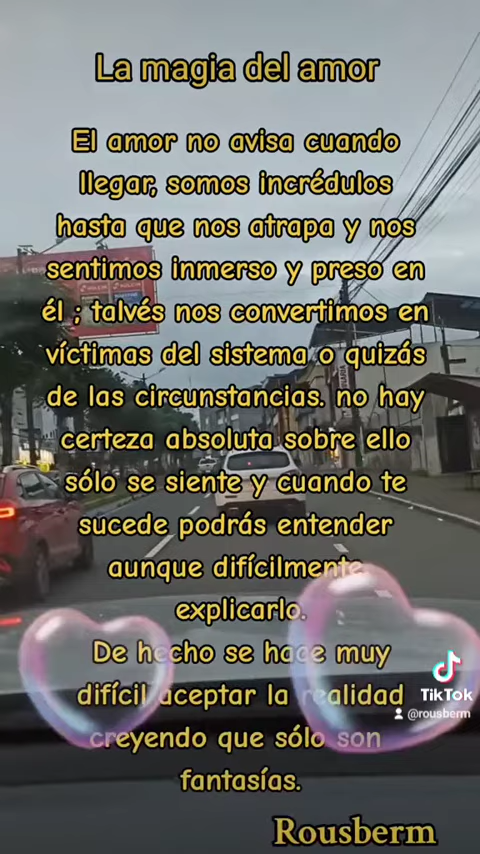 La magia del amor
El amor no avisa cuando
llegar, somos incrédulos
hasta que nos atrapa y nos
sentimos inmerso y preso en
él ; talvés nos convertimos en
víctimas del sistema o quizás
de las circunstancias. no hay
certeza absoluta sobre ello
sólo se siente y cuando te
sucede podrás entender
aunque difícilmente
explicarlo.
De hecho se hace muy
difícil aceptar la realidad
creyendo que sólo son
fantasías.
TikTok
@rousberm
Rousberm